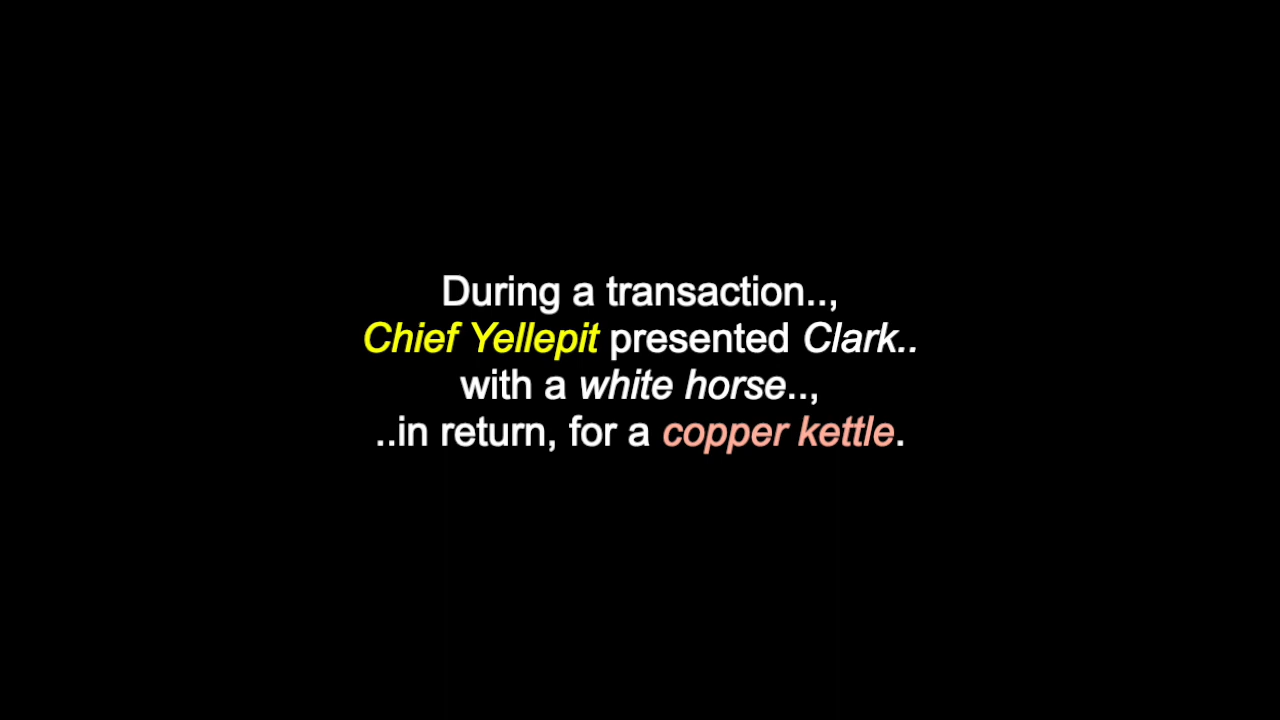 During a transaction..,
Chief Yellepit presented Clark..
with a white horse..,
..in return, for a copper kettle.